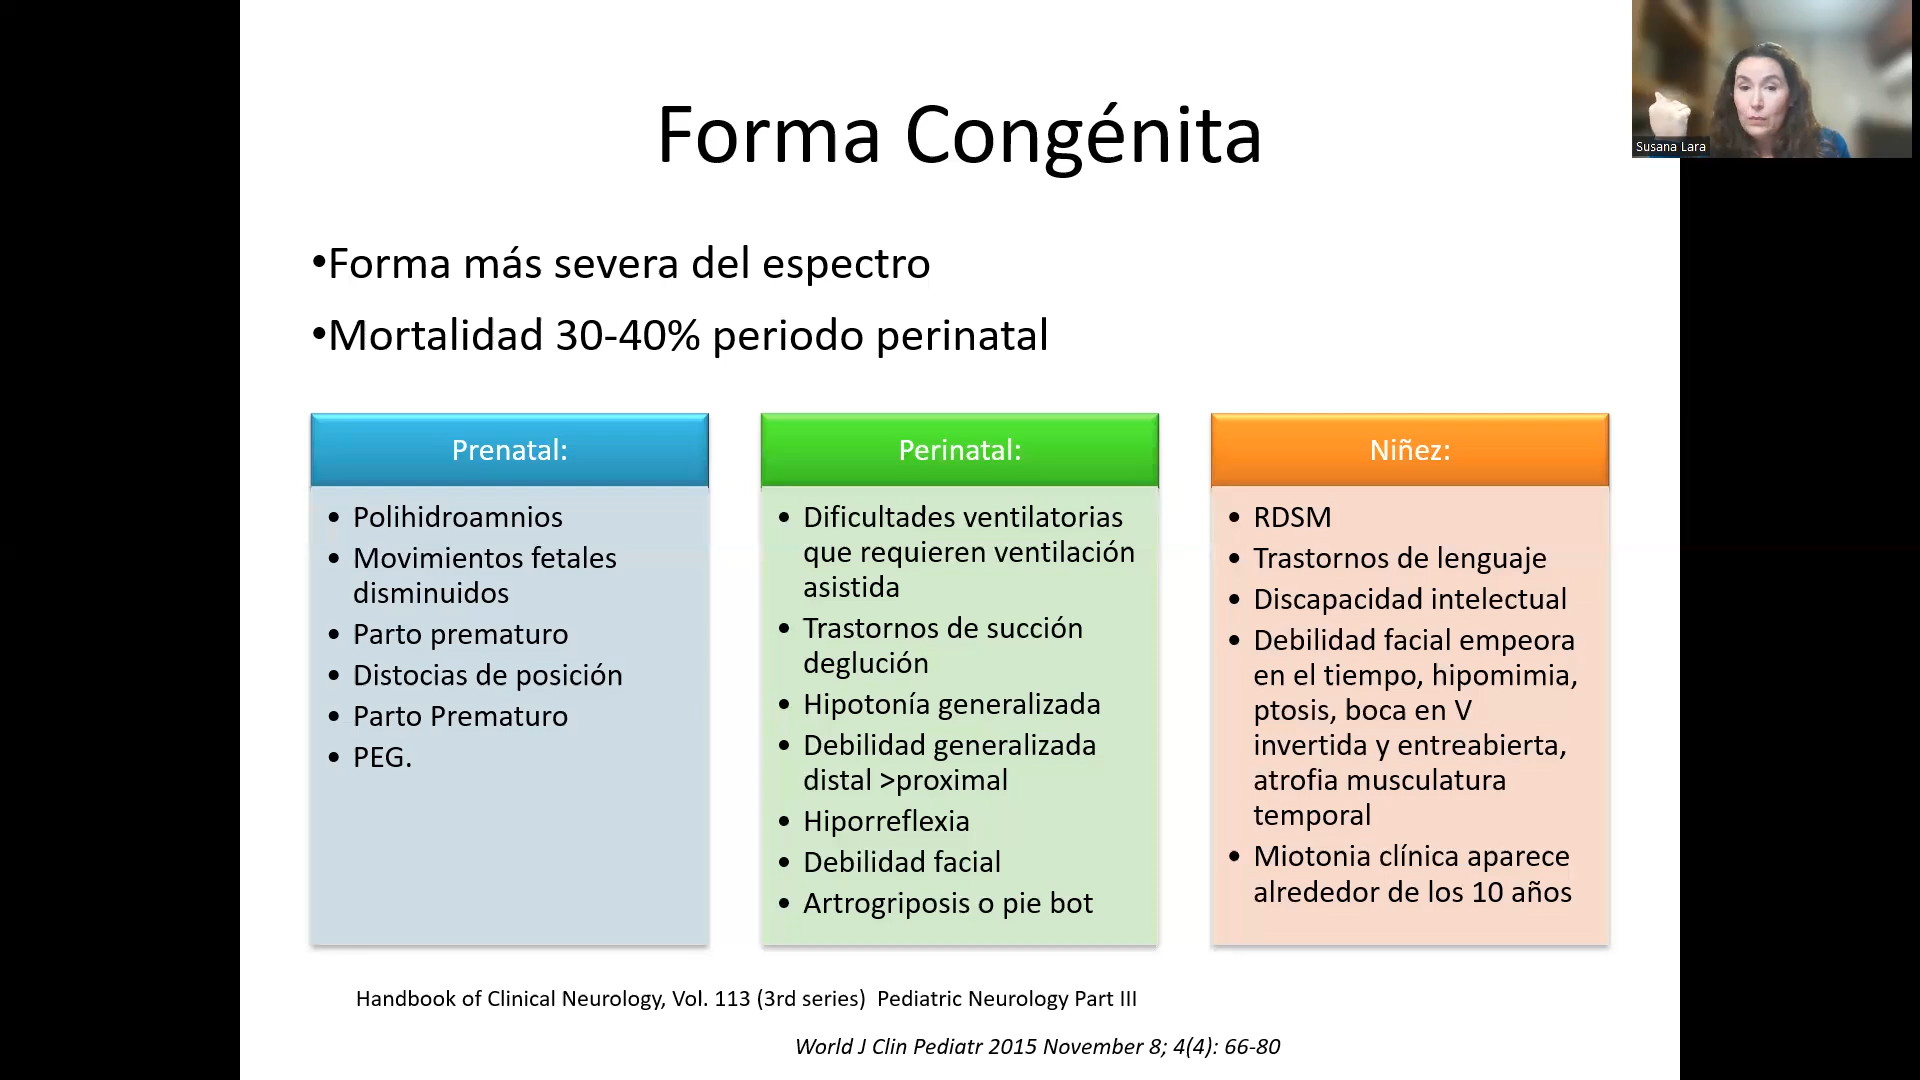 Forma Congénita
Susana Lara
•Forma más severa del espectro
•Mortalidad 30-40% periodo perinatal
Prenatal:
• Polihidroamnios
• Movimientos fetales
disminuidos
• Parto prematuro
• Distocias de posición
• Parto Prematuro
• PEG.
Perinatal:
• Dificultades ventilatorias
que requieren ventilación
asistida
• Trastornos de succión
deglución
• Hipotonía generalizada
• Debilidad generalizada
distal >proximal
• Hiporreflexia
• Debilidad facial
• Artrogriposis o pie bot
Niñez:
• RDSM
• Trastornos de lenguaje
• Discapacidad intelectual
• Debilidad facial empeora
en el tiempo, hipomimia,
ptosis, boca en V
invertida y entreabierta,
atrofia musculatura
temporal
• Miotonia clínica aparece
alrededor de los 10 años
Handbook of Clinical Neurology, Vol. 113 (3rd series) Pediatric Neurology Part III
World J Clin Pediatr 2015 November 8; 4(4): 66-80